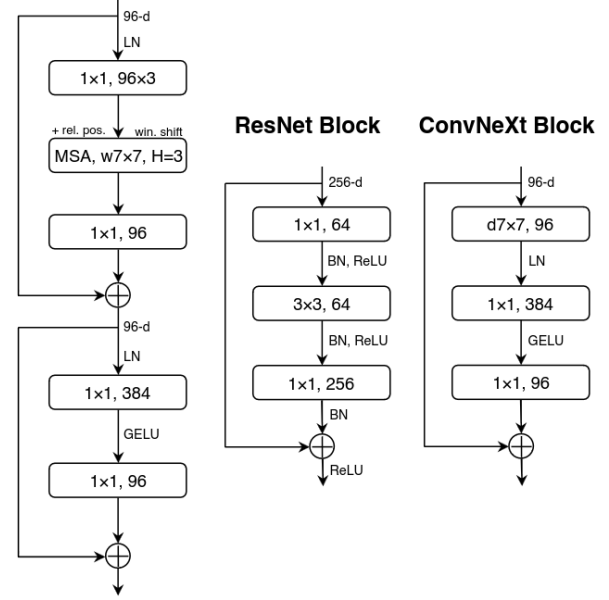 96-d
LN
1×1, 96×3
+ rel. pos. win. shift
MSA, w7×7, H=3
1×1, 96
96-d
LN
1×1, 384
GELU
1×1, 96
ResNet Block
256-d
1×1, 64
BN, ReLU
3×3, 64
BN, ReLU
1×1, 256
BN
ReLU
ConvNeXt Block
96-d
d7×7, 96
LN
1×1, 384
GELU
1×1, 96